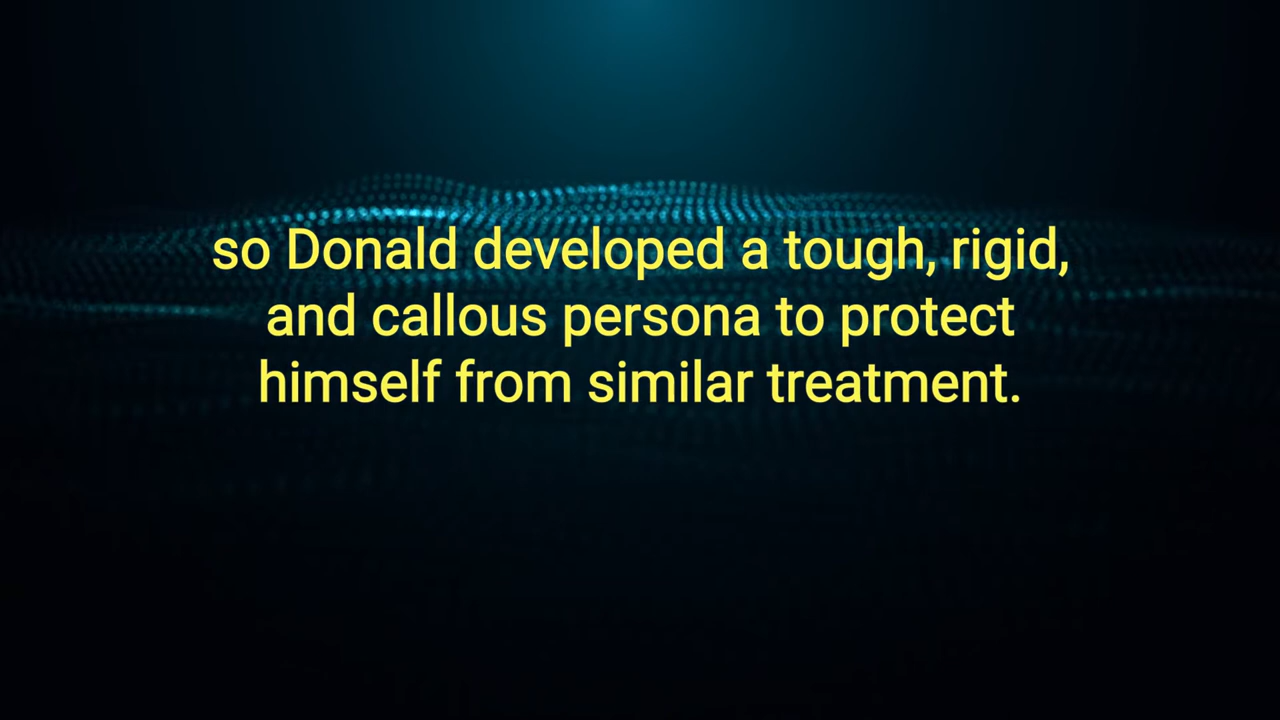 so Donald developed a tough, rigid,
and callous persona to protect
himself from similar treatment.